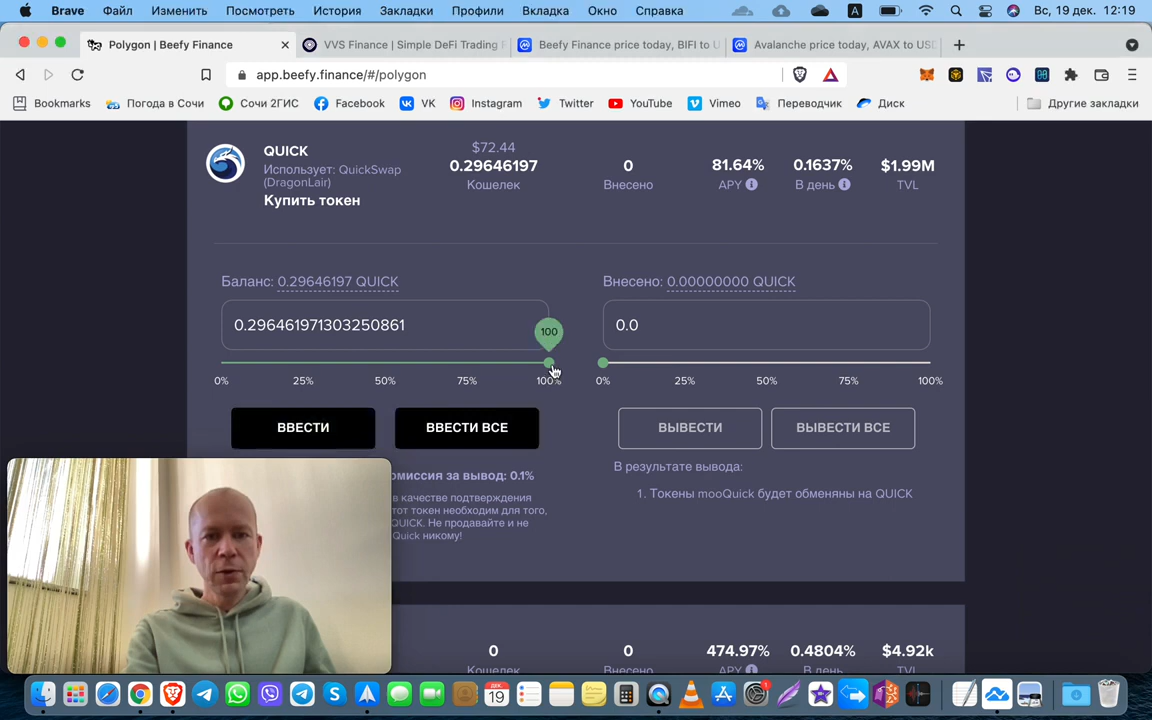 Brave Файл Изменить Посмотреть История Закладки Профили Вкладка Окно Справка A Вс, 19 дек. 12:19
Polygon | Beefy Finance
VVS Finance | Simple DeFi Trading
Beefy Finance price today, BIFI to U
Avalanche price today, AVAX to USD
app.beefy.finance/#/polygon
Bookmarks Погода в Сочи Сочи 2ГИС Facebook VK Instagram Twitter YouTube Vimeo Переводчик Диск Другие закладки
QUICK
Использует: QuickSwap
(DragonLair)
Купить токен
$72.44
0.29646197
Кошелек
0
Внесено
81.64%
APY
0.1637%
В день
$1.99M
TVL
Баланс: 0.29646197 QUICK
0.296461971303250861
100
0% 25% 50% 75% 100%
ВВЕСТИ ВВЕСТИ ВСЕ
омиссия за вывод: 0.1%
в качестве подтверждения
тот токен необходим для того,
QUICK. Не продавайте и не
Quick никому!
Внесено: 0.00000000 QUICK
0.0
0% 25% 50% 75% 100%
ВЫВЕСТИ ВЫВЕСТИ ВСЕ
В результате вывода:
1. Токены mooQuick будет обменяны на QUICK
0
Кошелек
0
Внесено
474.97%
APY
0.4804%
В день
$4.92k
TVL
ДЕК
19